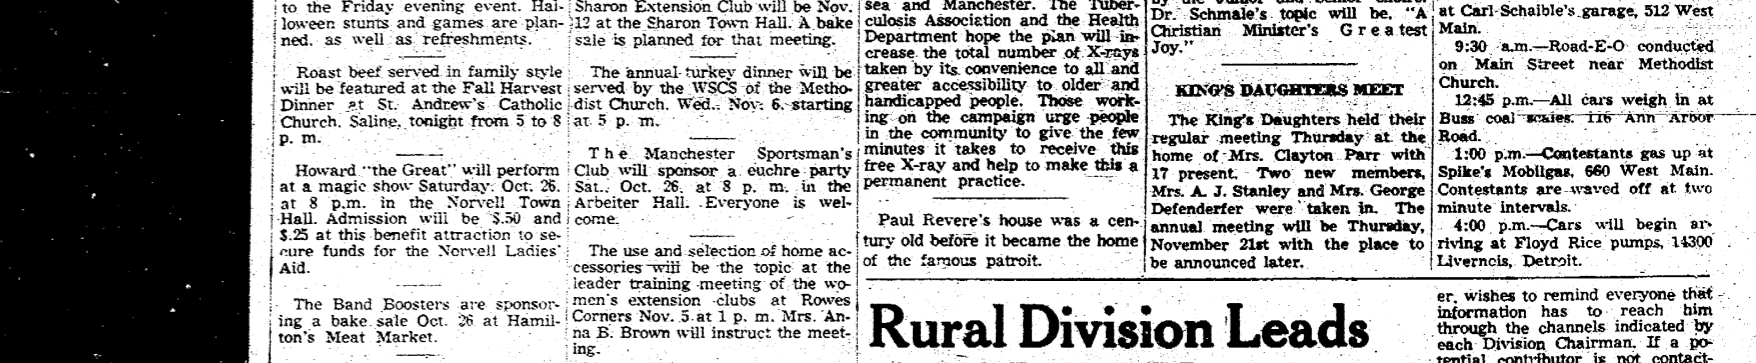 to the Friday evening event. Hal-
loween stunts and games are plan-
ned. as well as refreshments.
Roast beef served in family style
will be featured at the Fall Harvest
Dinner at St. Andrew's Catholic
Church. Saline, tonight from 5 to 8
p. m.
Howard "the Great" will perform
at a magic show Saturday. Oct. 26.
at 8 p.m. in the Norvell Town
Hall. Admission will be $.50 and
$.25 at this benefit attraction to se-
cure funds for the Norvell Ladies'
Aid.
The Band Boosters are sponsor-
ing a bake sale Oct. 26 at Hamil-
ton's Meat Market.
Sharon Extension Club will be Nov.
12 at the Sharon Town Hall. A bake
sale is planned for that meeting.
The annual turkey dinner will be
served by the WSCS of the Metho-
dist Church. Wed.. Nov. 6. starting
at 5 p. m.
The Manchester Sportsman's
Club will sponsor a euchre party
Sat.. Oct. 26. at 8 p. m. in the
Arbeiter Hall. Everyone is wel-
come.
The use and selection of home ac-
cessories will be the topic at the
leader training meeting of the wo-
men's extension clubs at Rowes
Corners Nov. 5 at 1 p. m. Mrs. An-
na B. Brown will instruct the meet-
ing.
sea and Manchester. The Tuber-
culosis Association and the Health
Department hope the plan will in-
crease the total number of X-rays
taken by its convenience to all and
greater accessibility to older and
handicapped people. Those work-
ing on the campaign urge people
in the community to give the few
minutes it takes to receive this
free X-ray and help to make this a
permanent practice.
Paul Revere's house was a cen-
tury old before it became the home
of the famous patroit.
Dr. Schmale's topic will be, "A
Christian Minister's Greatest
Joy."
KING'S DAUGHTERS MEET
The King's Daughters held their
regular meeting Thursday at the
home of Mrs. Clayton Parr with
17 present. Two new members,
Mrs. A. J. Stanley and Mrs. George
Defenderfer were taken in. The
annual meeting will be Thursday,
November 21st with the place to
be announced later.
at Carl Schaible's garage, 512 West
Main.
9:30 a.m.—Road-E-O conducted
on Main Street near Methodist
Church.
12:45 p.m.—All cars weigh in at
Buss coal scales. 116 Ann Arbor
Road.
1:00 p.m.—Contestants gas up at
Spike's Mobilgas, 660 West Main.
Contestants are waved off at two
minute intervals.
4:00 p.m.—Cars will begin ar-
riving at Floyd Rice pumps, 14300
Livernois, Detroit.
Rural Division Leads
er, wishes to remind everyone that
information has to reach him
through the channels indicated by
each Division Chairman. If a po-
tential contributor is not contact-